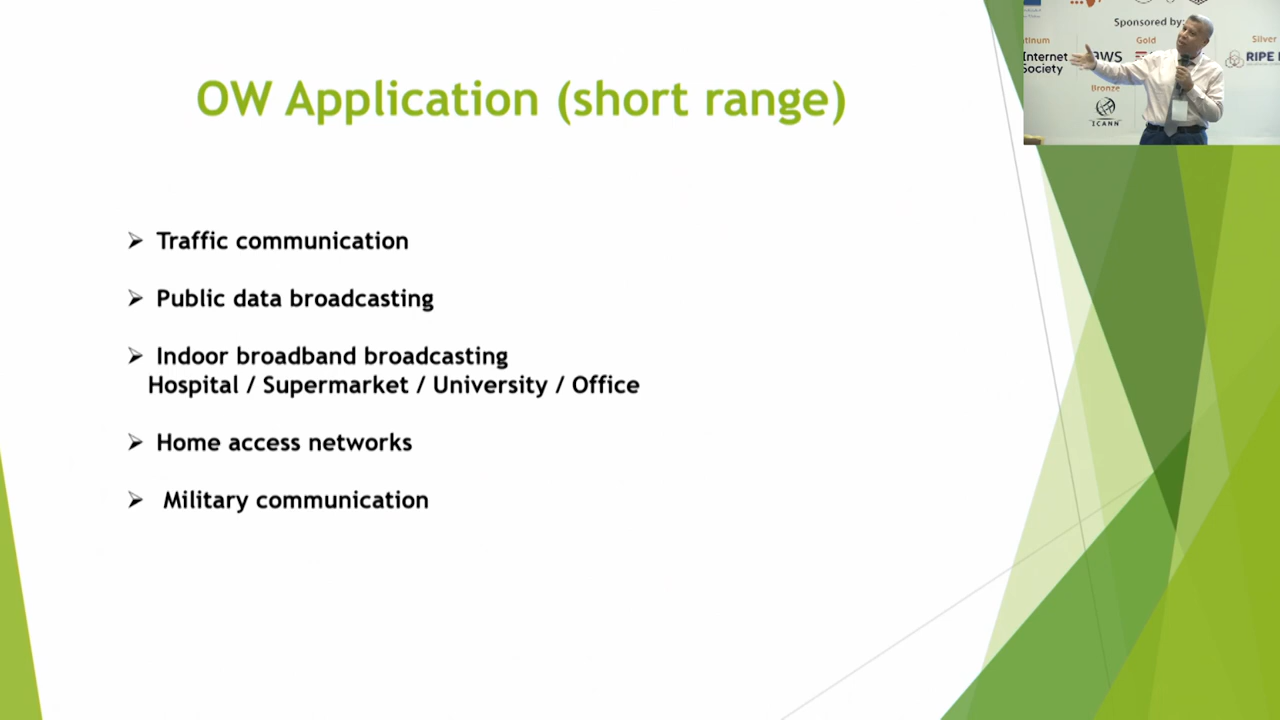 OW Application (short range)
Traffic communication
Public data broadcasting
Indoor broadband broadcasting
Hospital / Supermarket / University / Office
Home access networks
Military communication
Sponsored by:
Gold
Silver
Internet
Society
RIPE
Bronze
ICANN